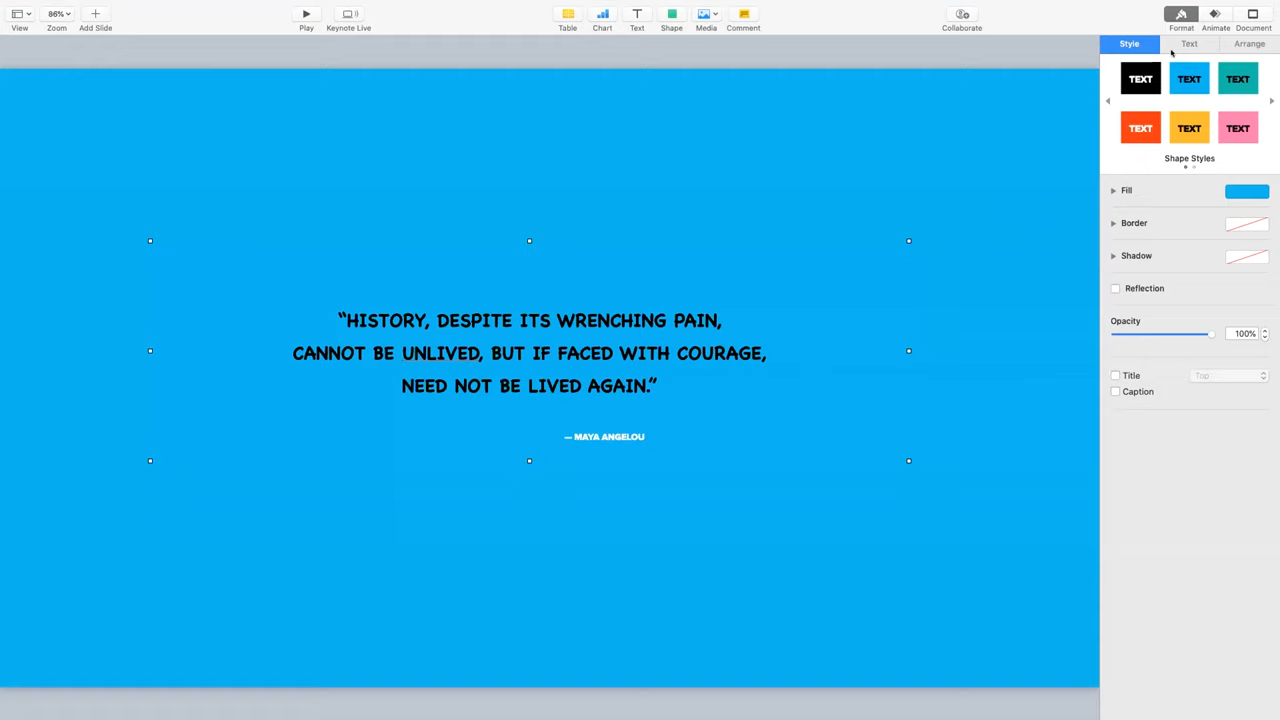 86%
View
Zoom
Add Slide
Play
Keynote Live
Table
Chart
Text
Shape
Media
Comment
Collaborate
Format
Animate
Document
Style
Text
Arrange
TEXT
TEXT
TEXT
TEXT
TEXT
TEXT
Shape Styles
Fill
Border
Shadow
Reflection
Opacity
100%
Title
Top
Caption
“HISTORY, DESPITE ITS WRENCHING PAIN,
CANNOT BE UNLIVED, BUT IF FACED WITH COURAGE,
NEED NOT BE LIVED AGAIN.”
— MAYA ANGELOU